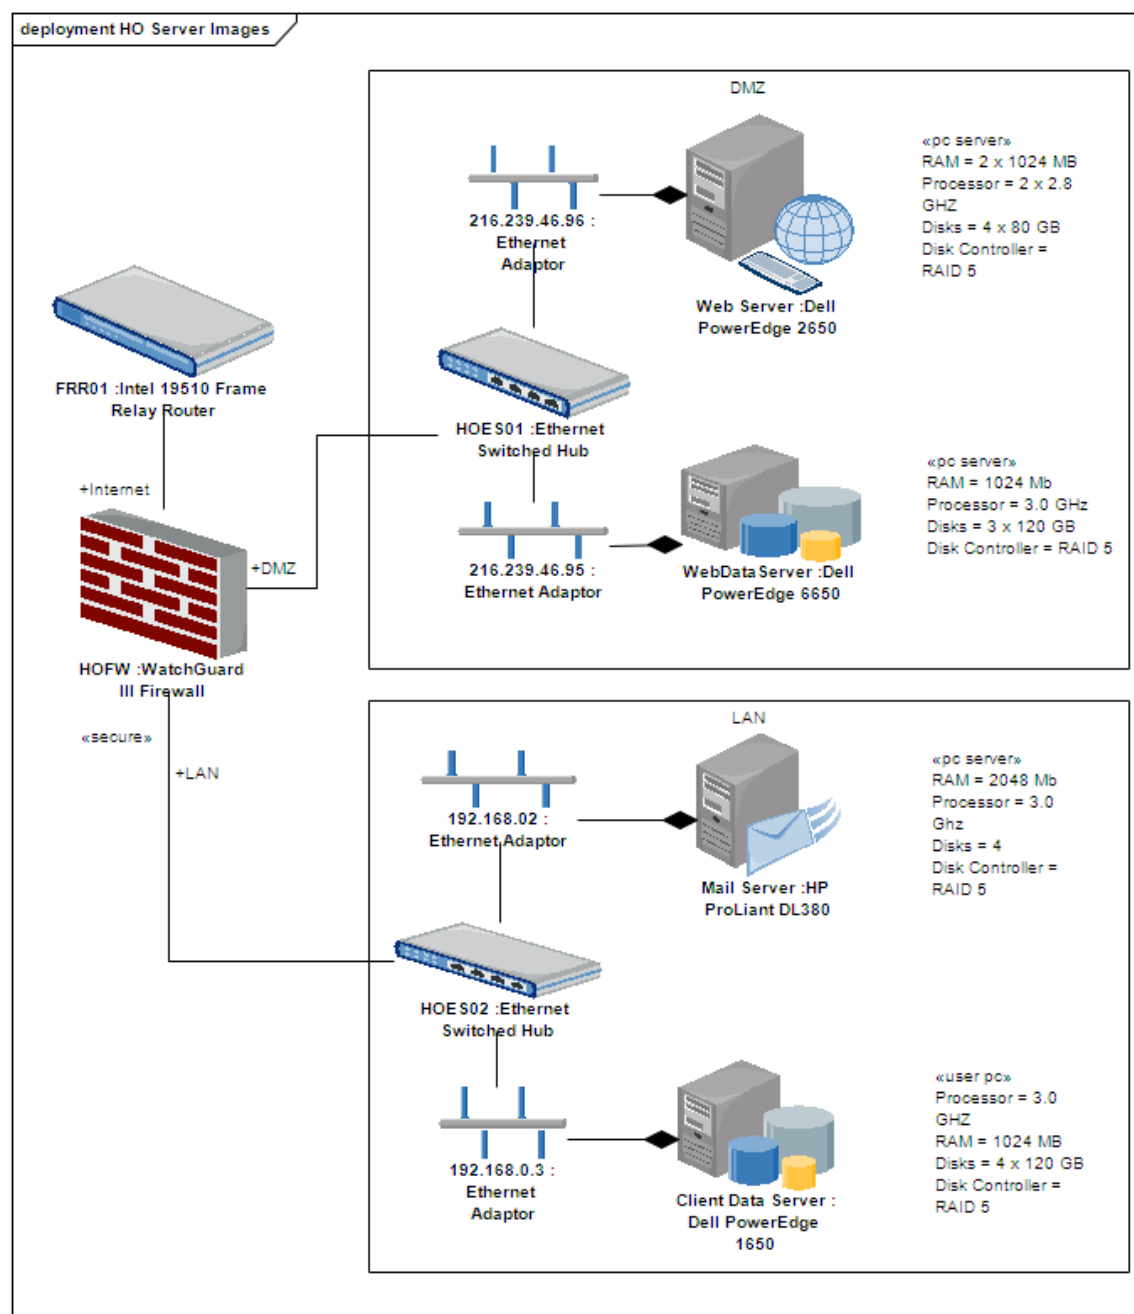 deployment HO Server Images
DMZ
«pc server»
RAM = 2 x 1024 MB
Processor = 2 x 2.8
GHZ
Disks = 4 x 80 GB
Disk Controller =
RAID 5
216.239.46.96 :
Ethernet
Adaptor
Web Server :Dell
PowerEdge 2650
FRR01 :Intel 19510 Frame
Relay Router
HOES01 :Ethernet
Switched Hub
«pc server»
RAM = 1024 Mb
Processor = 3.0 GHz
Disks = 3 x 120 GB
Disk Controller = RAID 5
+Internet
+DMZ
216.239.46.95 :
Ethernet Adaptor
WebDataServer :Dell
PowerEdge 6650
HOFW :WatchGuard
III Firewall
«secure»
+LAN
LAN
«pc server»
RAM = 2048 Mb
Processor = 3.0
Ghz
Disks = 4
Disk Controller =
RAID 5
192.168.02 :
Ethernet Adaptor
Mail Server :HP
ProLiant DL380
HOES02 :Ethernet
Switched Hub
«user pc»
Processor = 3.0
GHZ
RAM = 1024 MB
Disks = 4 x 120 GB
Disk Controller =
RAID 5
192.168.0.3 :
Ethernet
Adaptor
Client Data Server :
Dell PowerEdge
1650